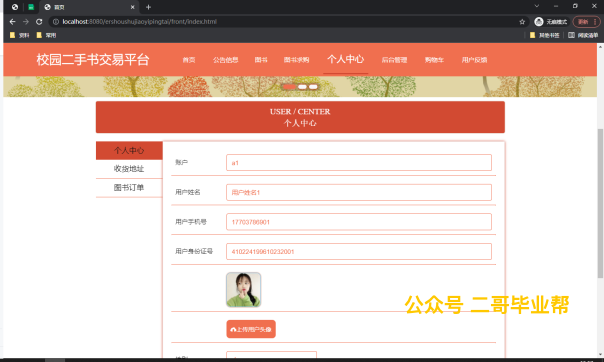 首页
localhost:8080/ershoushujiaoyipingtai/front/index.html
无痕模式
更新
资料
常用
其他书签
阅读清单
校园二手书交易平台
首页
公告信息
图书
图书求购
个人中心
后台管理
购物车
用户反馈
USER / CENTER
个人中心
个人中心
收货地址
图书订单
账户
a1
用户姓名
用户姓名1
用户手机号
17703786901
用户身份证号
公众号 二哥毕业帮
上传用户头像